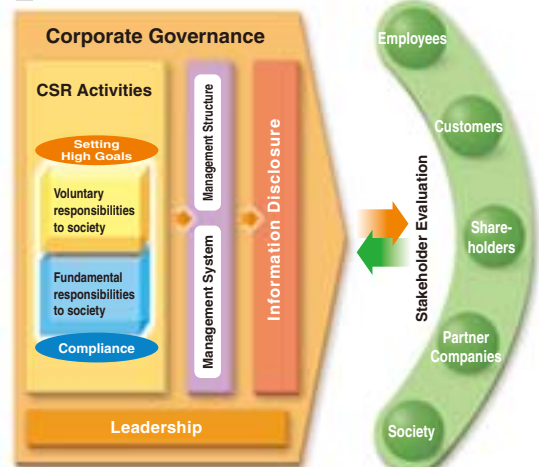 Corporate Governance
CSR Activities
Setting
High Goals
Voluntary
responsibilities
to society
Fundamental
responsibilities
to society
Compliance
Management Structure
Management System
Information Disclosure
Leadership
Stakeholder Evaluation
Employees
Customers
Share-
holders
Partner
Companies
Society